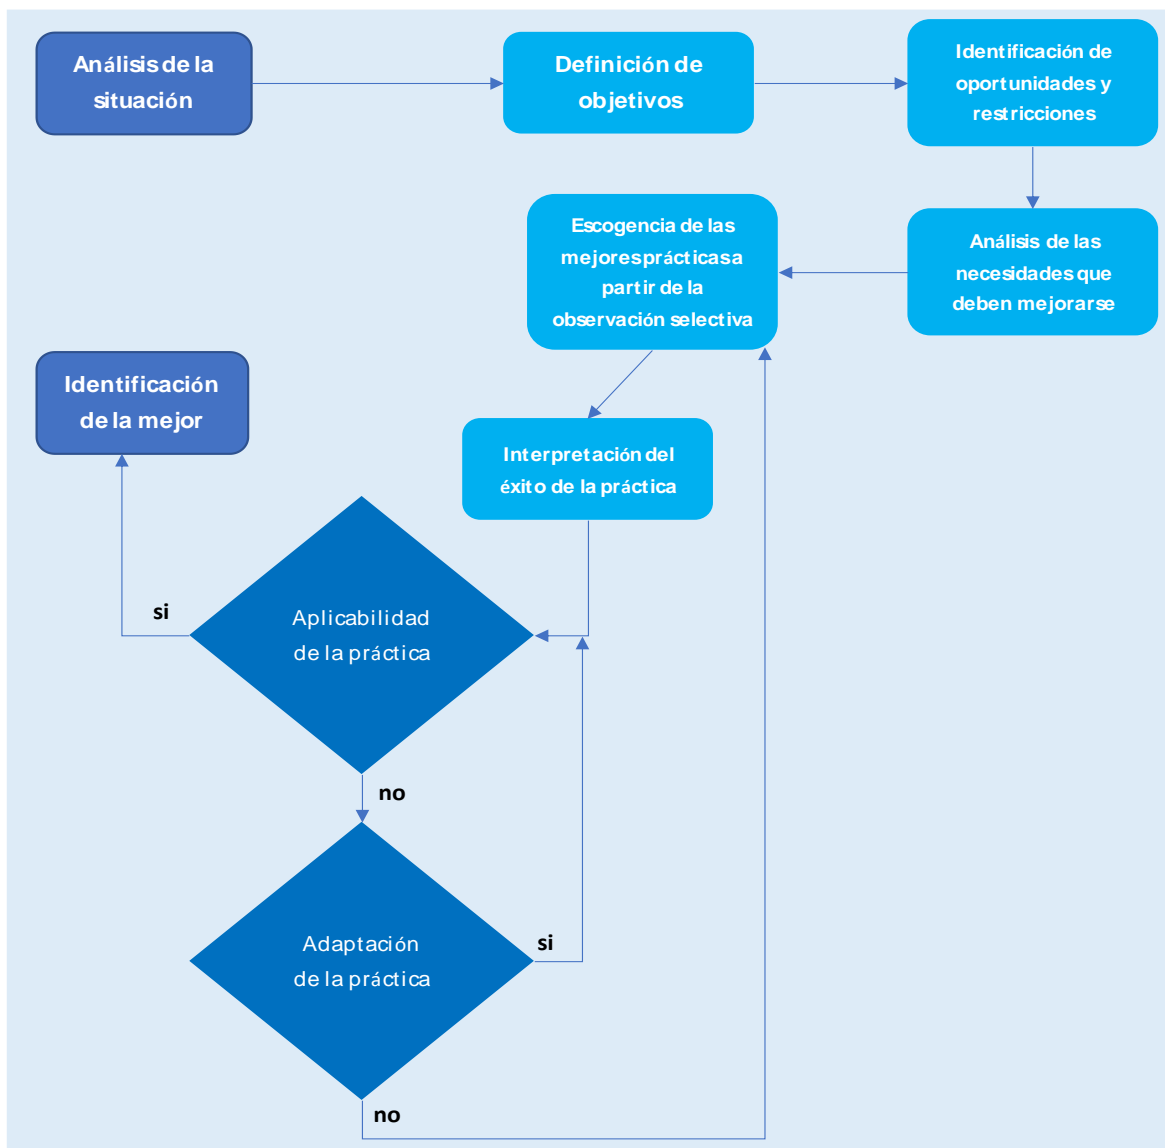 Análisis de la
situación
Definición de
objetivos
Identificación de
oportunidades y
restricciones
Análisis de las
necesidades que
deben mejorarse
Escogencia de las
mejores prácticas a
partir de la
observación selectiva
Identificación
de la mejor
Interpretación del
éxito de la práctica
si
Aplicabilidad
de la práctica
no
Adaptación
de la práctica
si
no